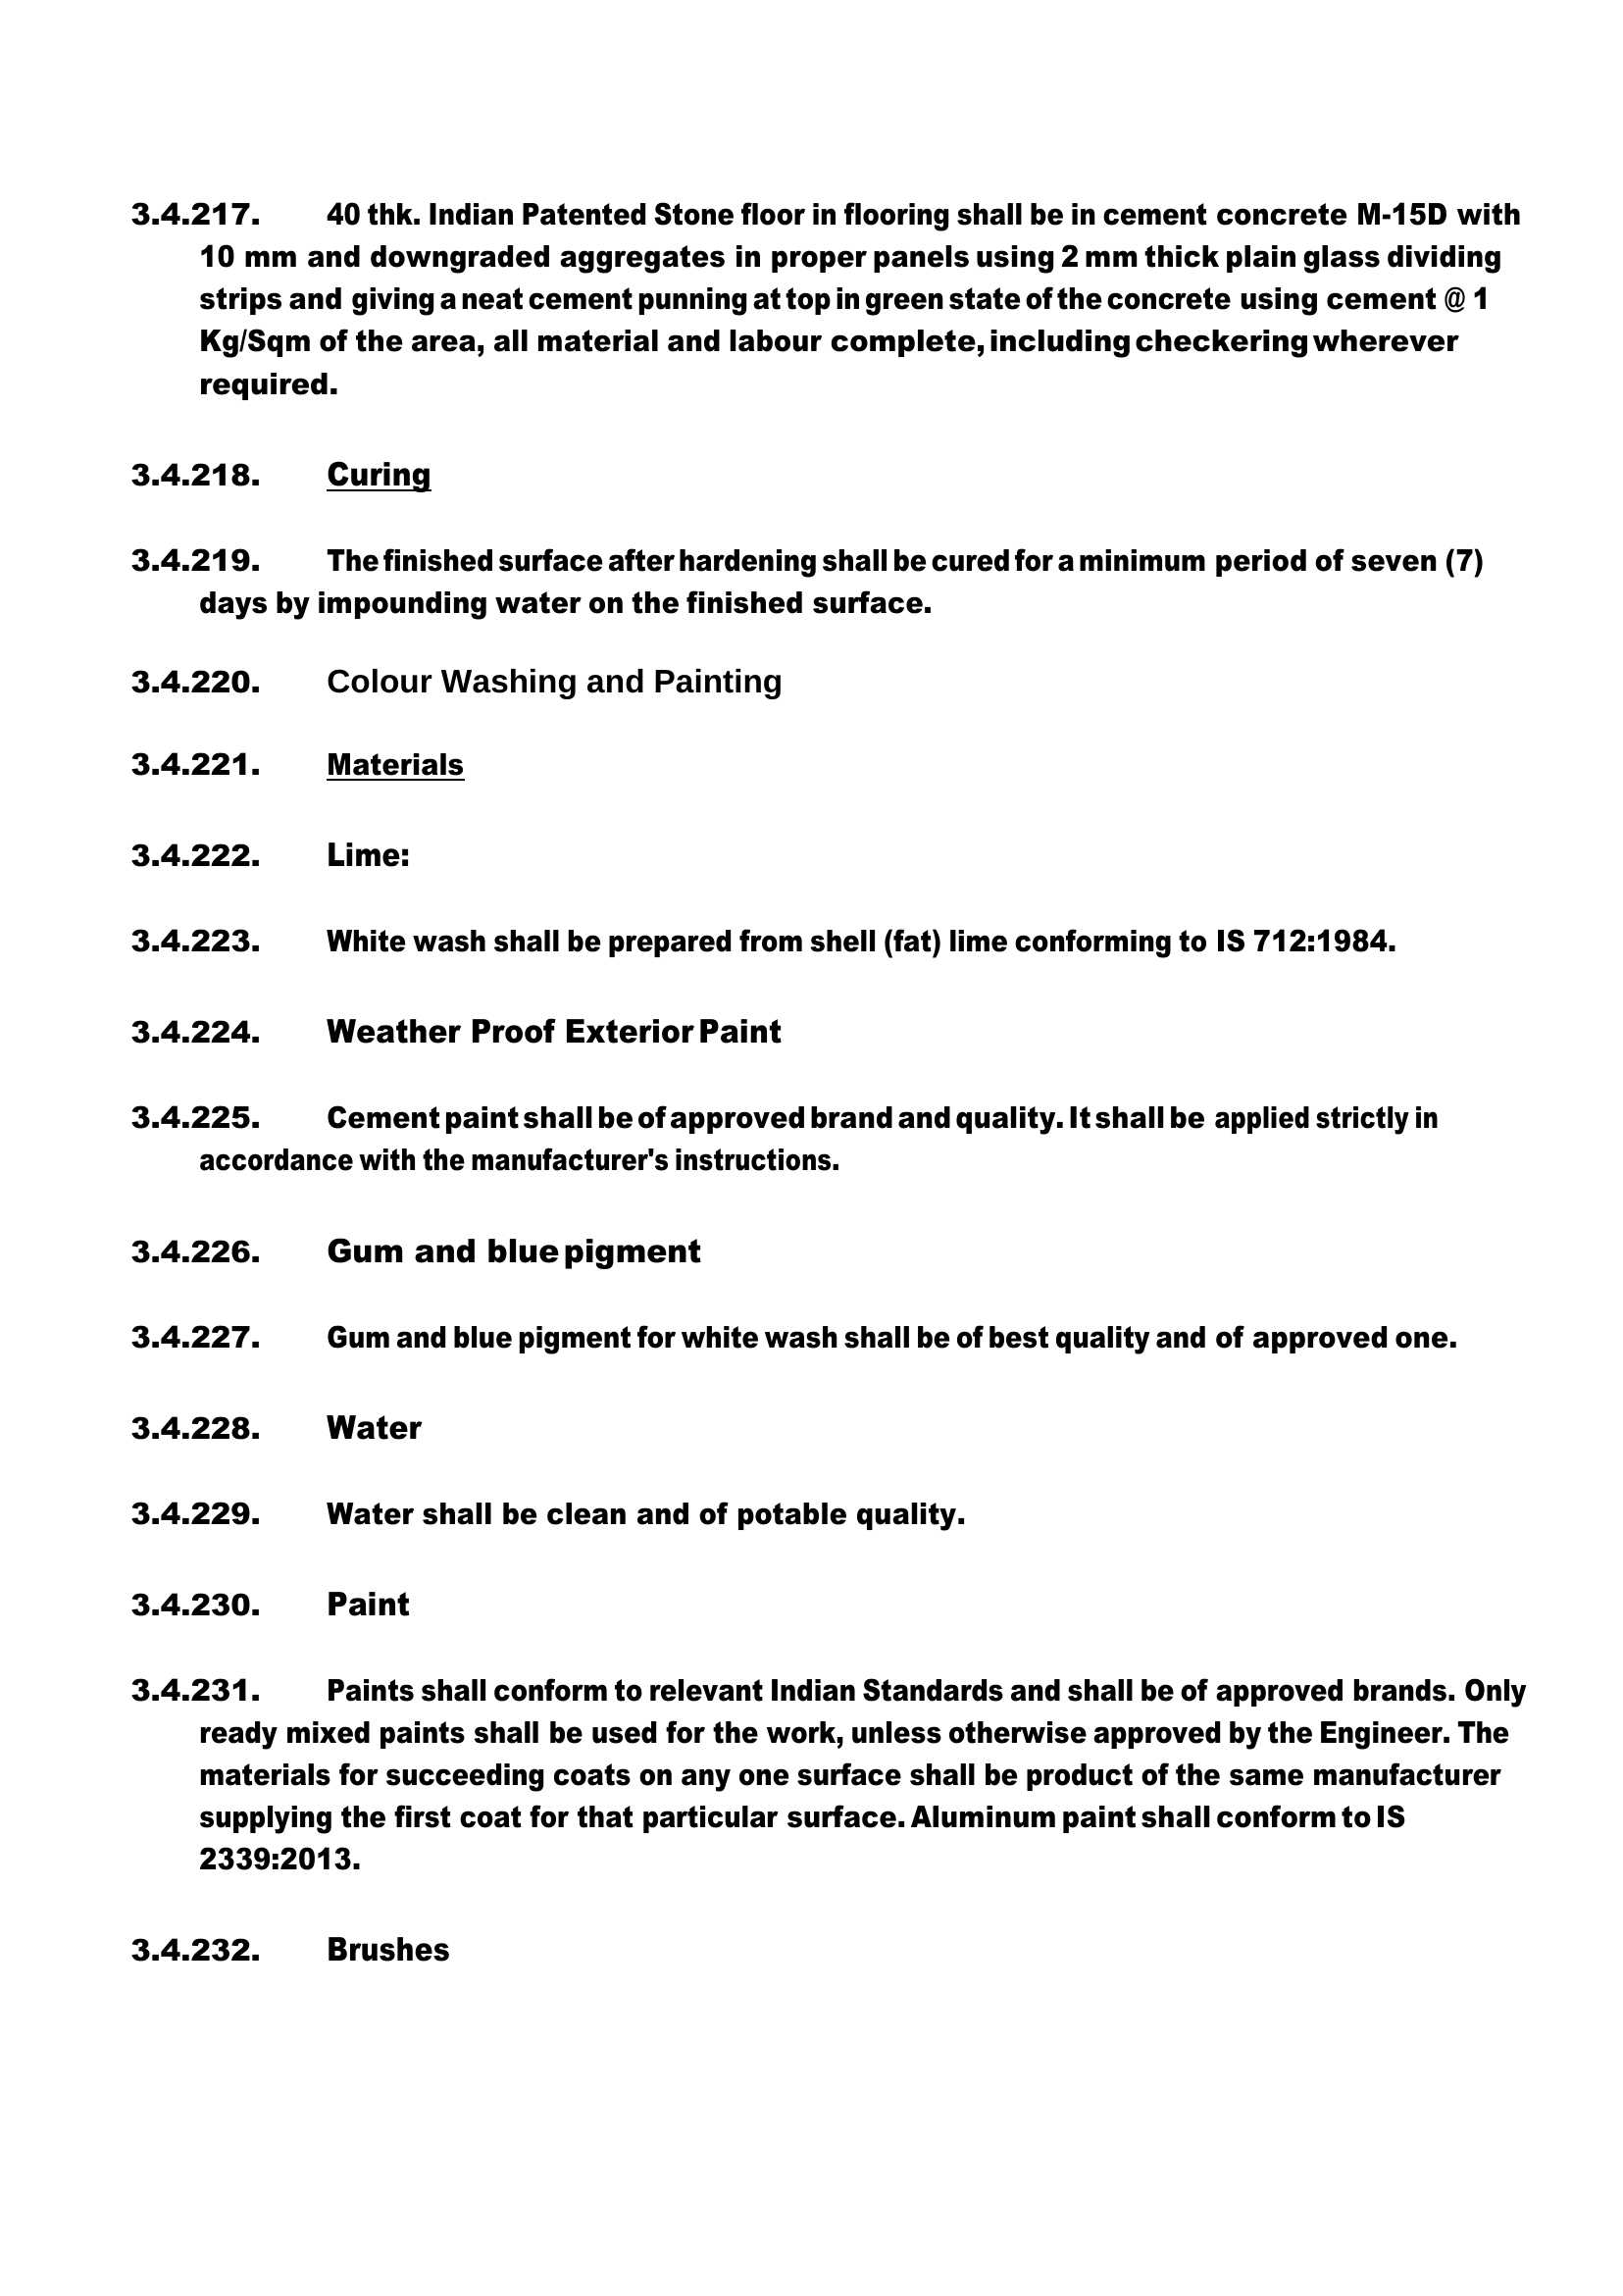 3.4.217. 40 thk. Indian Patented Stone floor in flooring shall be in cement concrete M-15D with
10 mm and downgraded aggregates in proper panels using 2 mm thick plain glass dividing
strips and giving a neat cement punning at top in green state of the concrete using cement @ 1
Kg/Sqm of the area, all material and labour complete, including checkering wherever
required.
3.4.218. Curing
3.4.219. The finished surface after hardening shall be cured for a minimum period of seven (7)
days by impounding water on the finished surface.
3.4.220. Colour Washing and Painting
3.4.221. Materials
3.4.222. Lime:
3.4.223. White wash shall be prepared from shell (fat) lime conforming to IS 712:1984.
3.4.224. Weather Proof Exterior Paint
3.4.225. Cement paint shall be of approved brand and quality. It shall be applied strictly in
accordance with the manufacturer's instructions.
3.4.226. Gum and blue pigment
3.4.227. Gum and blue pigment for white wash shall be of best quality and of approved one.
3.4.228. Water
3.4.229. Water shall be clean and of potable quality.
3.4.230. Paint
3.4.231. Paints shall conform to relevant Indian Standards and shall be of approved brands. Only
ready mixed paints shall be used for the work, unless otherwise approved by the Engineer. The
materials for succeeding coats on any one surface shall be product of the same manufacturer
supplying the first coat for that particular surface. Aluminum paint shall conform to IS
2339:2013.
3.4.232. Brushes